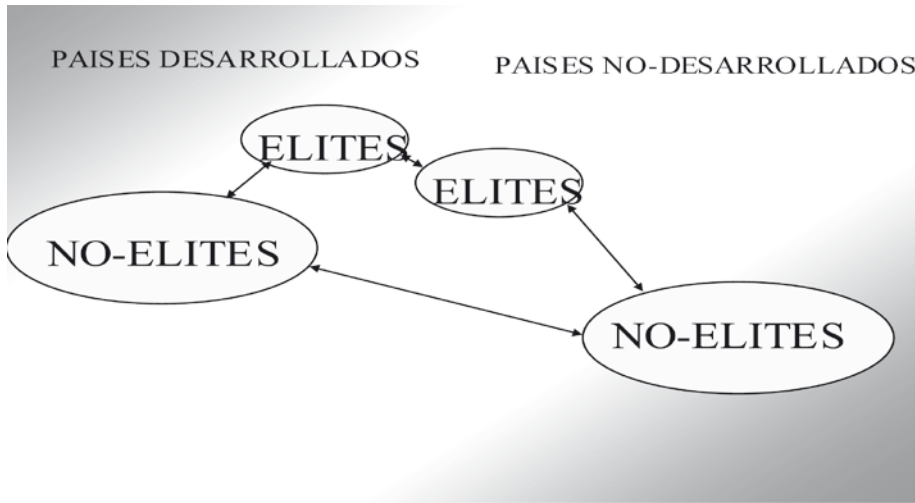 PAISES DESARROLLADOS
PAISES NO-DESARROLLADOS
ELITES
ELITES
NO-ELITES
NO-ELITES